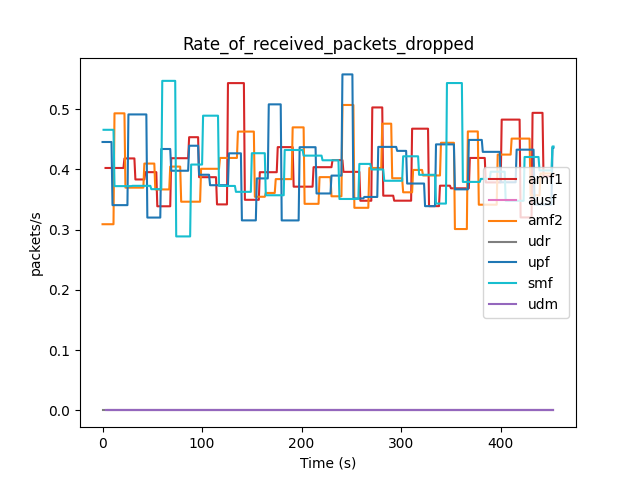 Rate_of_received_packets_dropped
packets/s
0.5
0.4
0.3
0.2
0.1
0.0
0
100
200
300
400
Time (s)
amf1
ausf
amf2
udr
upf
smf
udm